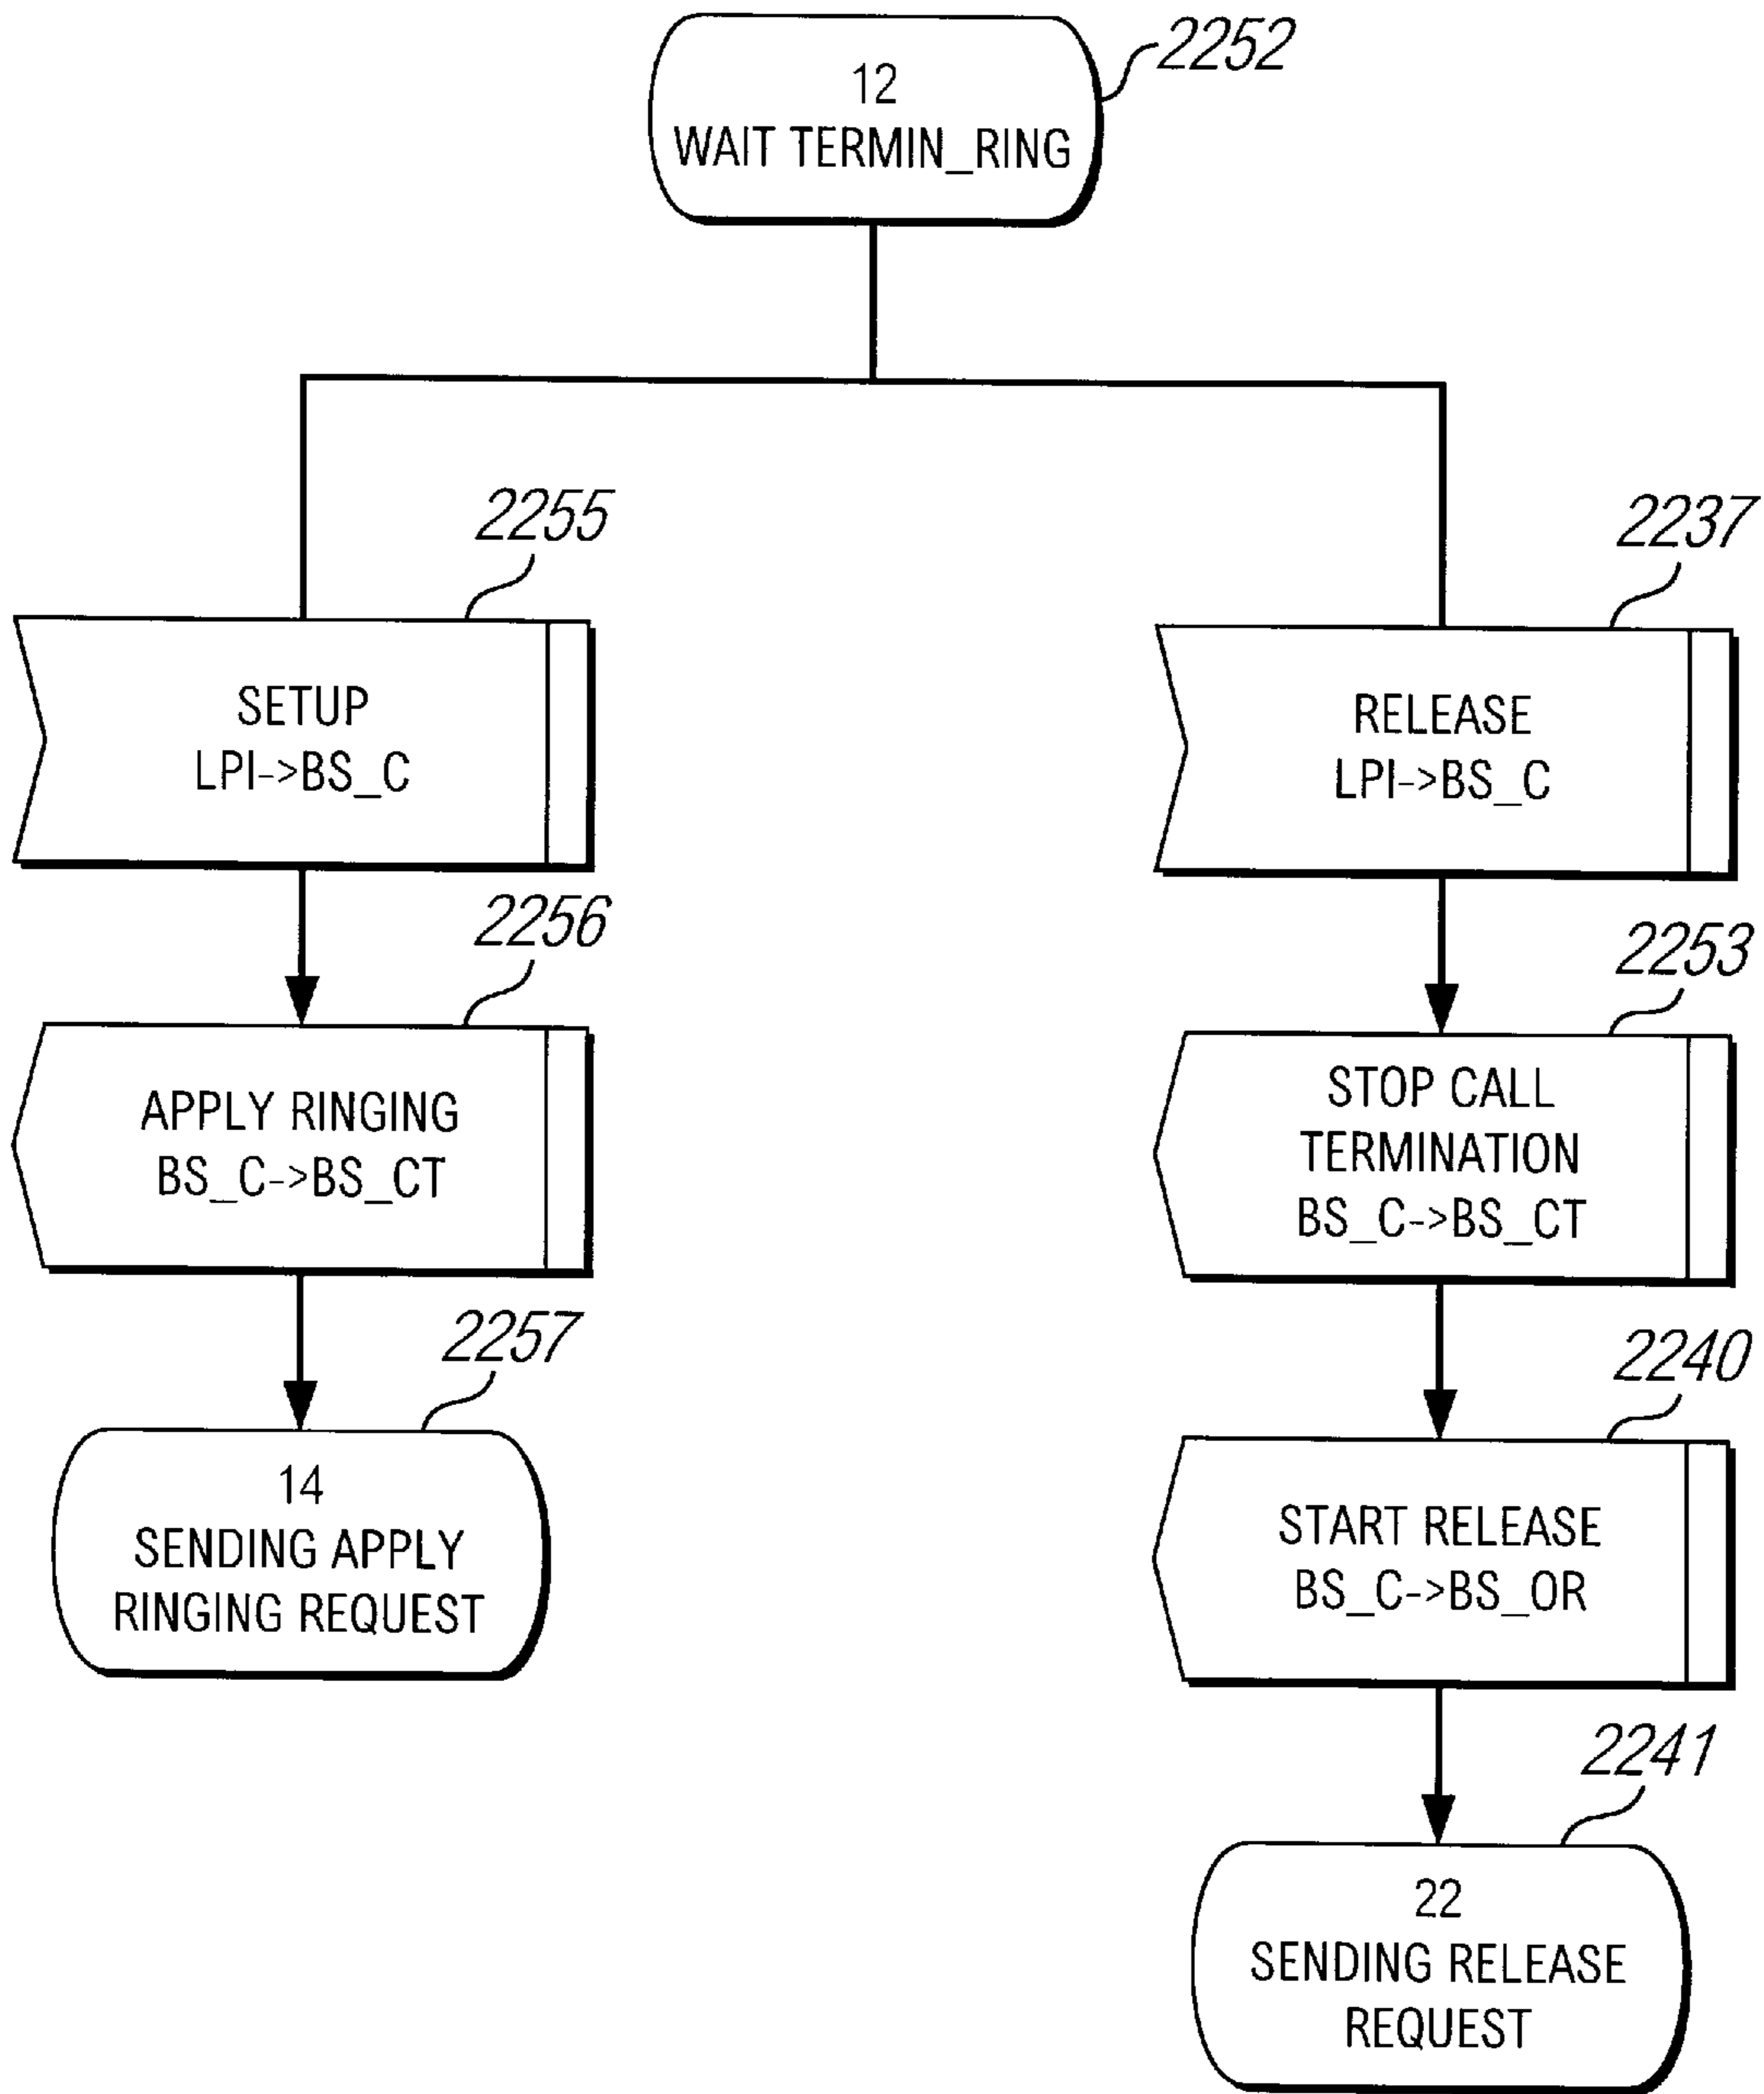 2252
12
WAIT TERMIN_RING
2255
SETUP
LPI->BS_C
2256
APPLY RINGING
BS_C->BS_CT
2257
14
SENDING APPLY
RINGING REQUEST
2237
RELEASE
LPI->BS_C
2253
STOP CALL
TERMINATION
BS_C->BS_CT
2240
START RELEASE
BS_C->BS_OR
2241
22
SENDING RELEASE
REQUEST